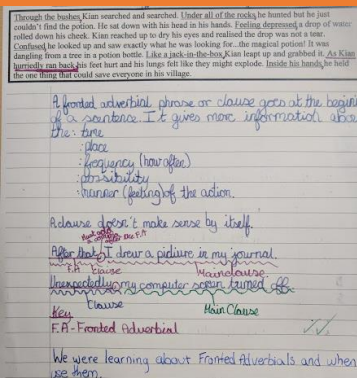 Through the bushes Kian searched and searched. Under all of the rocks he hunted but he just
couldn't find the potion. He sat down with his head in his hands. Feeling depressed, a drop of water
rolled down his cheek. Kian reached up to dry his eyes and realised the drop was not a tear.
Confused he looked up and saw exactly what he was looking for...the magical potion! It was
dangling from a tree in a potion bottle. Like a jack-in-the-box Kian leapt up and grabbed it. As Kian
hurriedly ran back his feet hurt and his lungs felt like they might explode. Inside his hands he held
the one thing that could save everyone in his village.
A fronted adverbial phrase or clause goes at the begin
of a scentence. It gives more information abou
the: time
:place
:frequency (how often)
:possibility
:manner (feeling) of the action.
A clause doesn't make sense by itself.
Must add a after the F.A
After that, I drew a picture in my journal.
F.A clause Main clause
Unexpectedly, my computer screen turned off.
Clause Main Clause
Key
F.A - Fronted Adverbial
We were learning about Fronted Adverbials and when
use them.